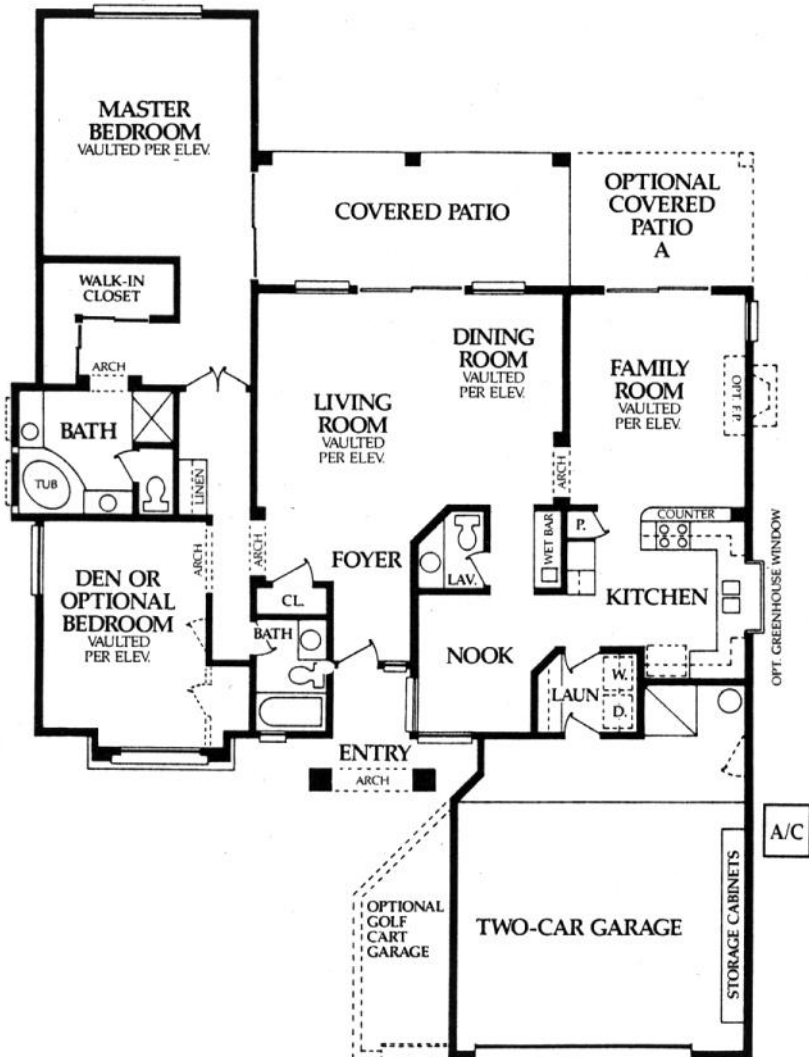 MASTER
BEDROOM
VAULTED PER ELEV.
COVERED PATIO
OPTIONAL
COVERED
PATIO
A
WALK-IN
CLOSET
ARCH
BATH
TUB
LINEN
LIVING
ROOM
VAULTED
PER ELEV.
DINING
ROOM
VAULTED
PER ELEV.
FAMILY
ROOM
VAULTED
PER ELEV.
OPT. F.P.
ARCH
COUNTER
P.
WET BAR
LAV.
KITCHEN
OPT. GREENHOUSE WINDOW
FOYER
ARCH
ARCH
CL.
DEN OR
OPTIONAL
BEDROOM
VAULTED
PER ELEV.
BATH
NOOK
LAUN
W.
D.
ENTRY
ARCH
A/C
OPTIONAL
GOLF
CART
GARAGE
TWO-CAR GARAGE
STORAGE CABINETS